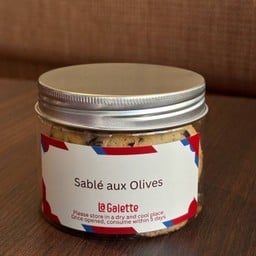 Sablé aux Olives
La Galette
Please store in a dry and cool place
Once opened, consume within 5 days